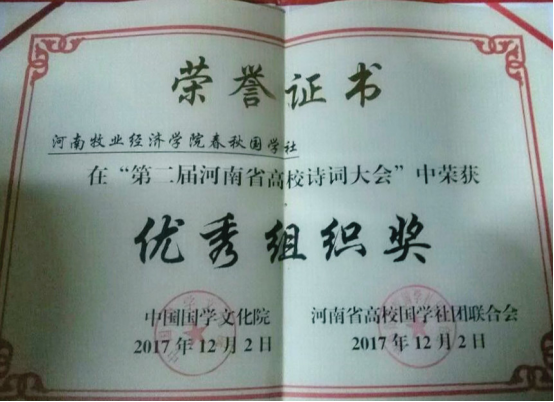 荣誉证书
河南牧业经济学院春秋国学社
在“第二届河南省高校诗词大会”中荣获
优秀组织奖
中国国学文化院 河南省高校国学社团联合会
2017年12月2日 2017年12月2日